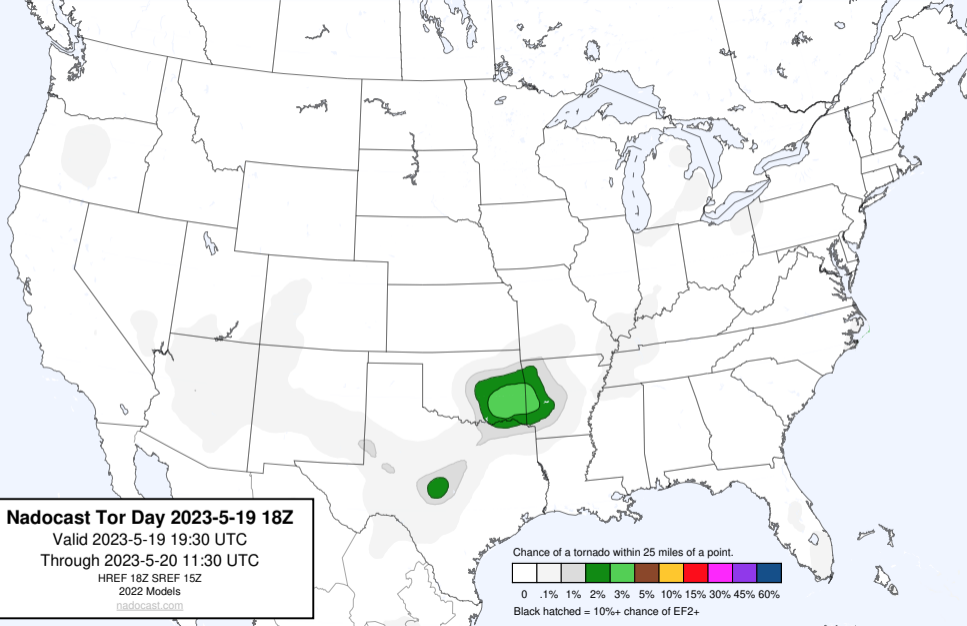 Nadocast Tor Day 2023-5-19 18Z
Valid 2023-5-19 19:30 UTC
Through 2023-5-20 11:30 UTC
HREF 18Z SREF 15Z
2022 Models
nadocast.com
Chance of a tornado within 25 miles of a point.
0 .1% 1% 2% 3% 5% 10% 15% 30% 45% 60%
Black hatched = 10%+ chance of EF2+